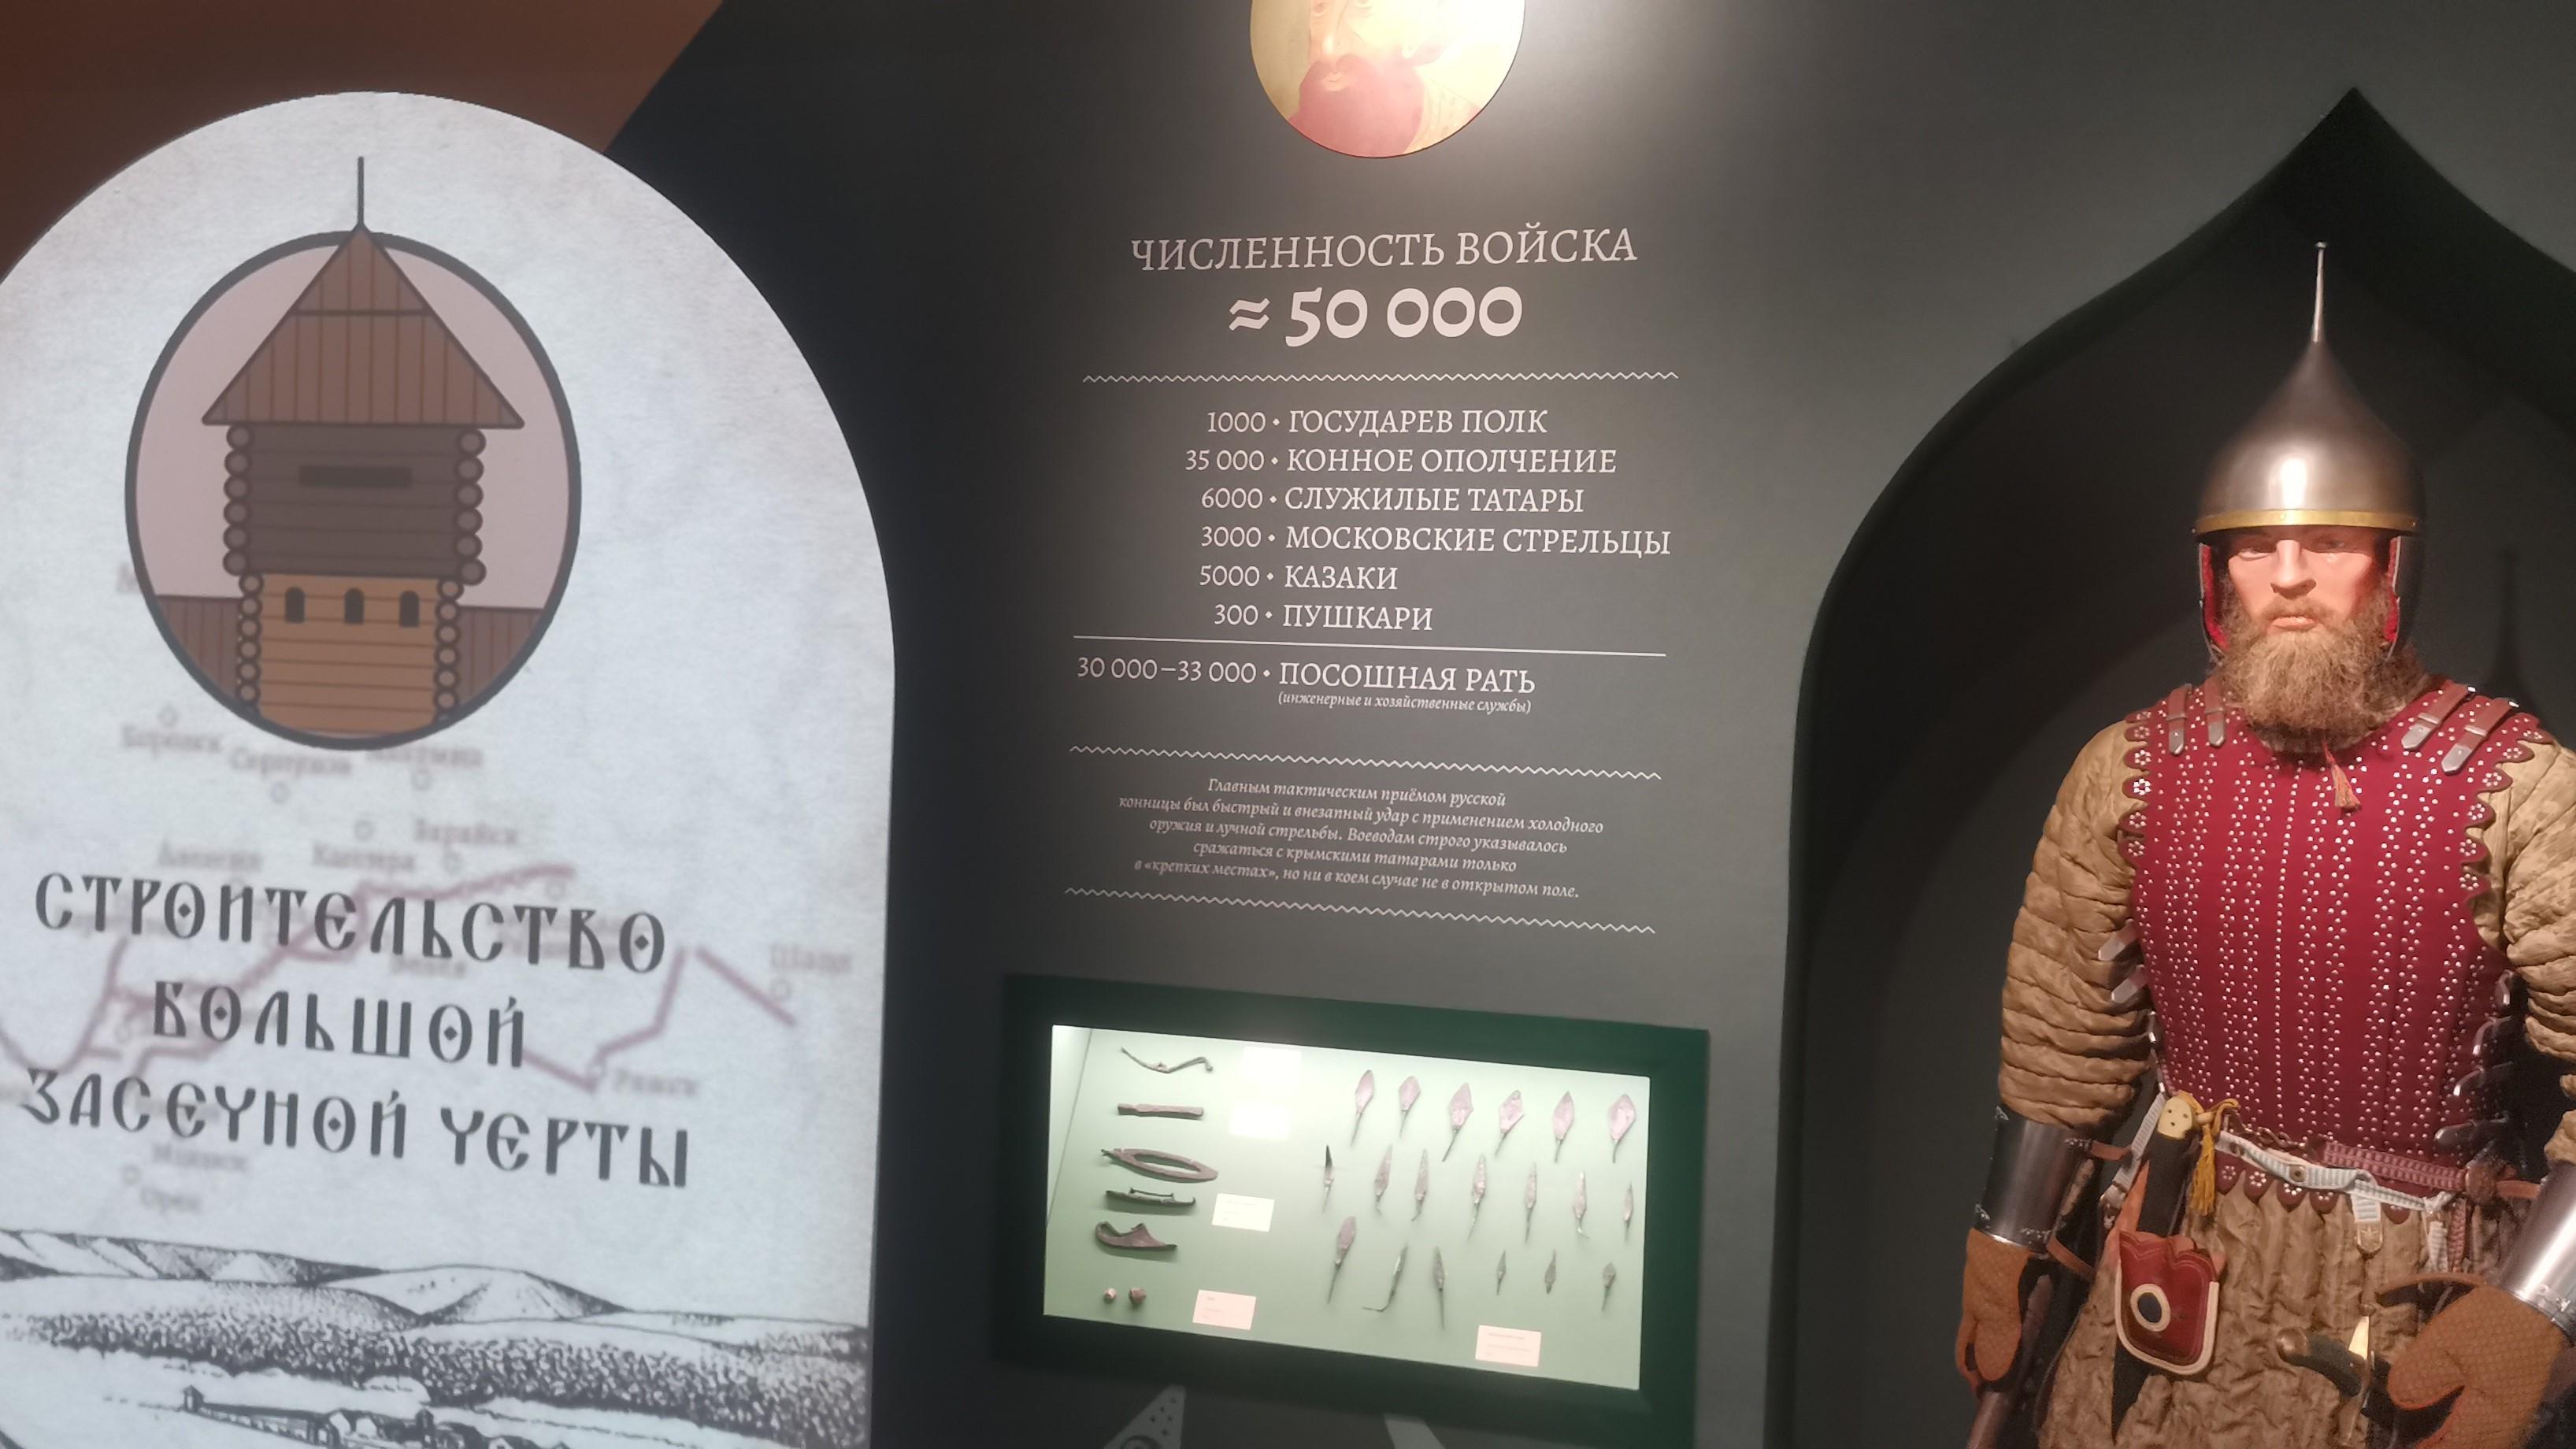 СТРОИТЕЛЬСТВО
БОЛЬШОЙ
ЗАСЕЧНОЙ ЧЕРТЫ
Серпухов
Зарайск
Кашира
Ряжск
Шацк
Орел
ЧИСЛЕННОСТЬ ВОЙСКА
≈ 50 000
1000 • ГОСУДАРЕВ ПОЛК
35 000 • КОННОЕ ОПОЛЧЕНИЕ
6000 • СЛУЖИЛЫЕ ТАТАРЫ
3000 • МОСКОВСКИЕ СТРЕЛЬЦЫ
5000 • КАЗАКИ
300 • ПУШКАРИ
30 000–33 000 • ПОСОШНАЯ РАТЬ
(инженерные и хозяйственные службы)
Главным тактическим приёмом русской
конницы был быстрый и внезапный удар с применением холодного
оружия и лучной стрельбы. Воеводам строго указывалось
сражаться с крымскими татарами только
в «крепких местах», но ни в коем случае не в открытом поле.